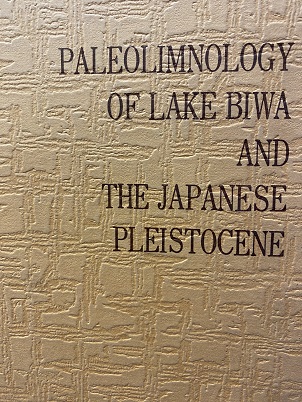 PALEOLIMNOLOGY
OF LAKE BIWA
AND
THE JAPANESE
PLEISTOCENE